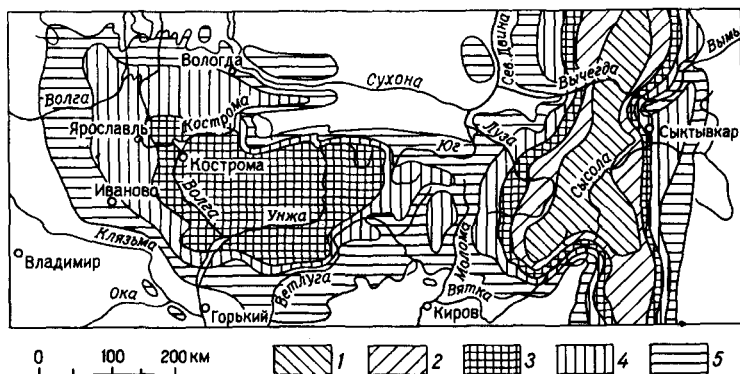 Вологда
Сухона
Сев. Двина
Вычегда
Вымь
Волга
Кострома
Ярославль
Кострома
Луза
Юг
Сыктывкар
Сысола
Иваново
Волга
Унжа
Молома
Клязьма
Владимир
Ветлуга
Вятка
Ока
Горький
Киров
0 100 200 км
1 2 3 4 5